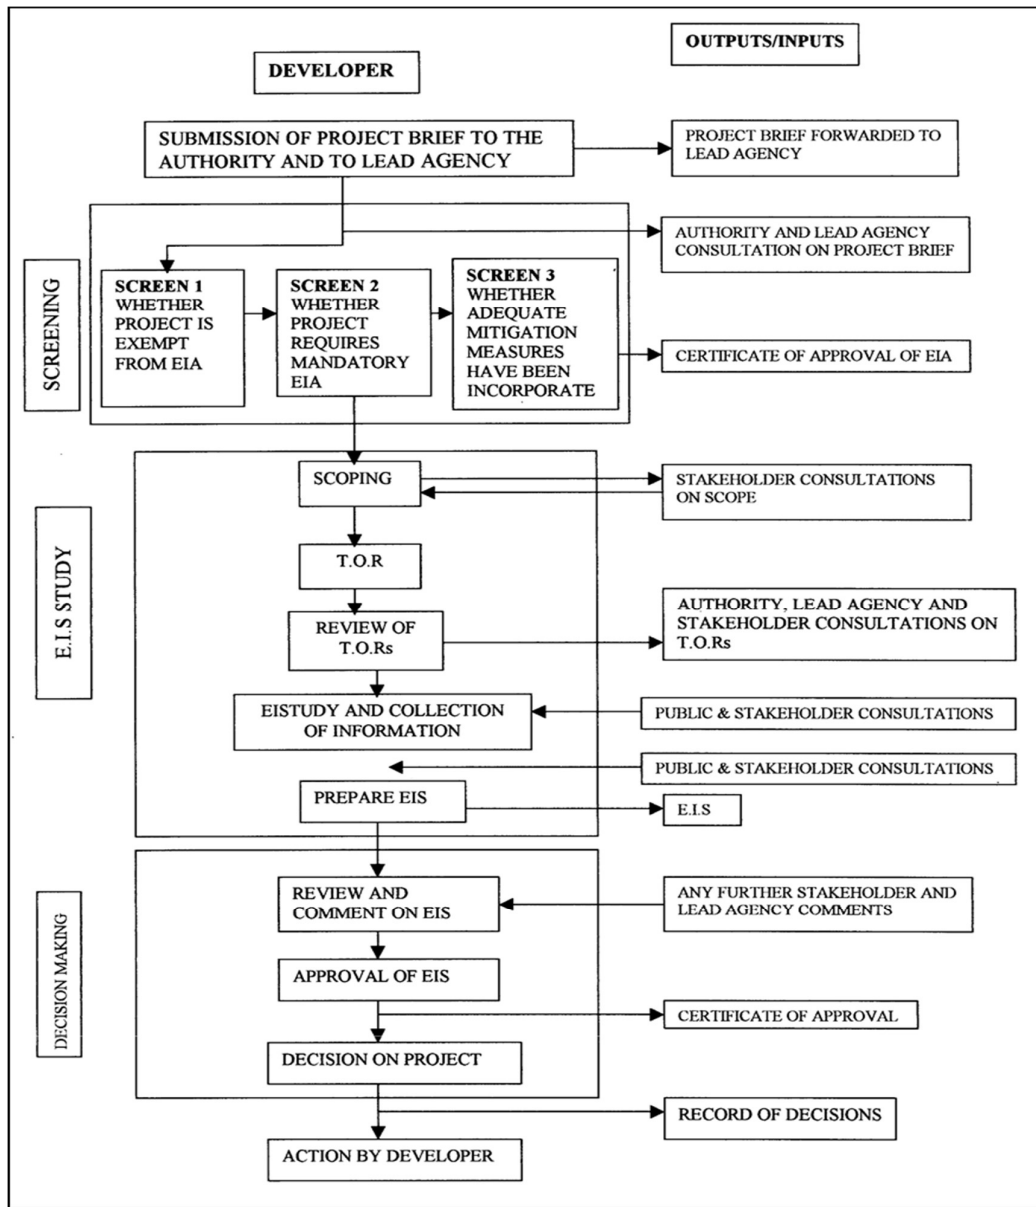 DEVELOPER
OUTPUTS/INPUTS
SUBMISSION OF PROJECT BRIEF TO THE
AUTHORITY AND TO LEAD AGENCY
PROJECT BRIEF FORWARDED TO
LEAD AGENCY
AUTHORITY AND LEAD AGENCY
CONSULTATION ON PROJECT BRIEF
SCREENING
SCREEN 1
WHETHER
PROJECT IS
EXEMPT
FROM EIA
SCREEN 2
WHETHER
PROJECT
REQUIRES
MANDATORY
EIA
SCREEN 3
WHETHER
ADEQUATE
MITIGATION
MEASURES
HAVE BEEN
INCORPORATE
CERTIFICATE OF APPROVAL OF EIA
E.I.S STUDY
SCOPING
STAKEHOLDER CONSULTATIONS
ON SCOPE
T.O.R
REVIEW OF
T.O.Rs
AUTHORITY, LEAD AGENCY AND
STAKEHOLDER CONSULTATIONS ON
T.O.Rs
EISTUDY AND COLLECTION
OF INFORMATION
PUBLIC & STAKEHOLDER CONSULTATIONS
PUBLIC & STAKEHOLDER CONSULTATIONS
PREPARE EIS
E.I.S
DECISION MAKING
REVIEW AND
COMMENT ON EIS
ANY FURTHER STAKEHOLDER AND
LEAD AGENCY COMMENTS
APPROVAL OF EIS
CERTIFICATE OF APPROVAL
DECISION ON PROJECT
RECORD OF DECISIONS
ACTION BY DEVELOPER